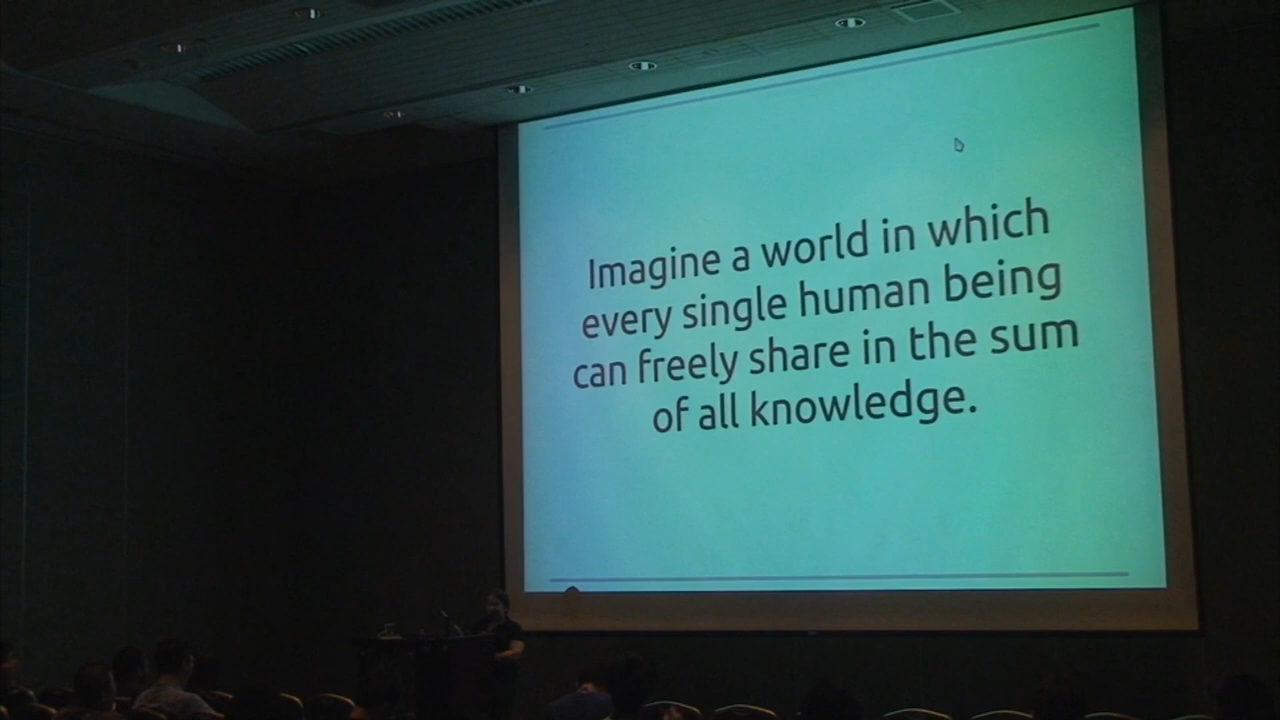 Imagine a world in which
every single human being
can freely share in the sum
of all knowledge.